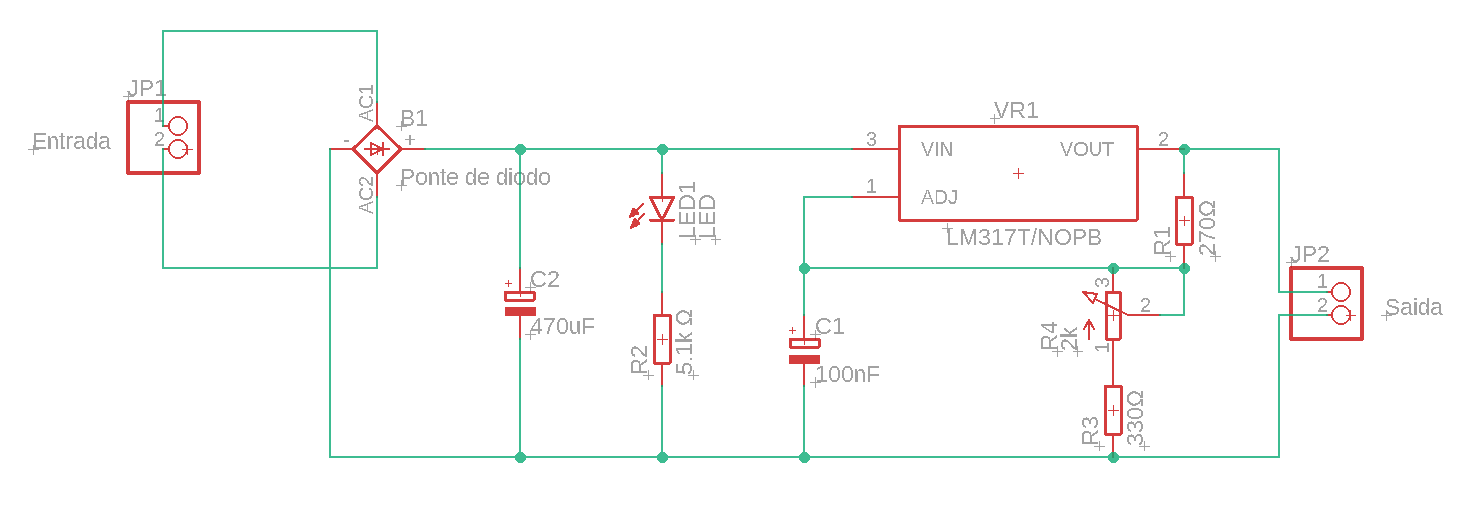 JP1
1
2
Entrada
AC1
B1
-
+
Ponte de diodo
AC2
LED1
LED
+
C2
470uF
R2
5.1k Ω
VR1
3
VIN
VOUT
2
1
ADJ
LM317T/NOPB
R1
270Ω
+
C1
100nF
3
2
1
R4
2k
R3
330Ω
JP2
1
2
Saida